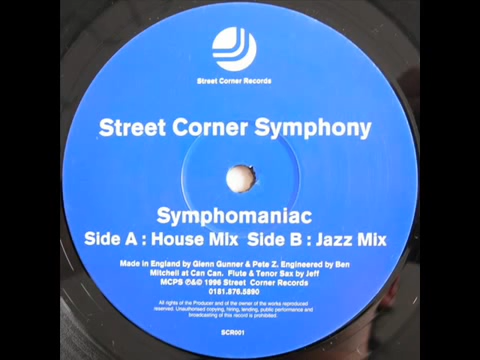 Street Corner Records
Street Corner Symphony
Symphomaniac
Side A : House Mix Side B : Jazz Mix
Made in England by Glenn Gunner & Pete Z. Engineered by Ben
Mitchell at Can Can. Flute & Tenor Sax by Jeff
MCPS ℗&© 1996 Street Corner Records
0181.876.5890
All rights of the Producer and of the owner of the works reproduced
reserved. Unauthorised copying, hiring, lending, public performance and
broadcasting of this record is prohibited.
SCR001